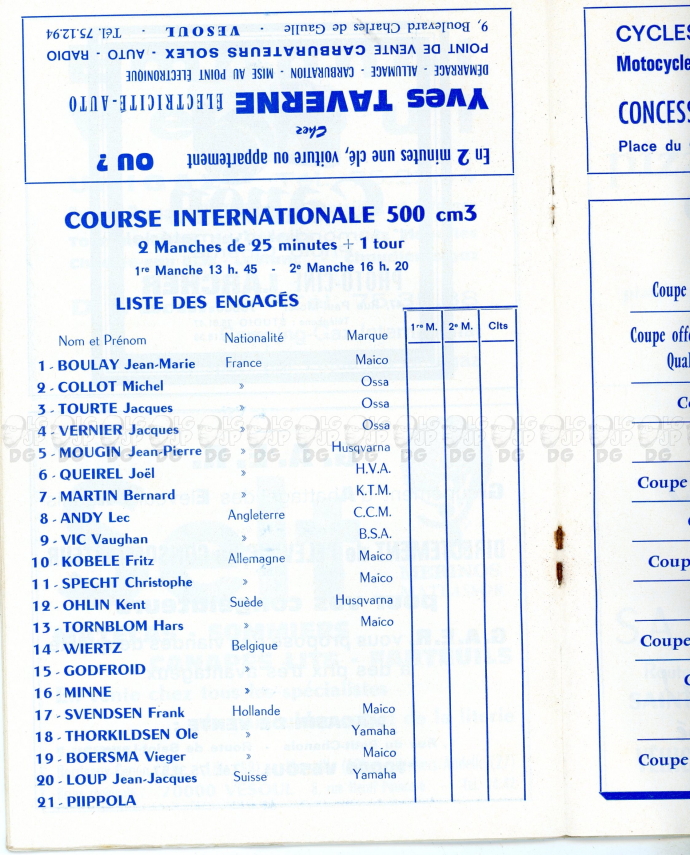 En 2 minutes une clé, voiture ou appartement OU ?
Chez
Yves TAVERNE ÉLECTRICITÉ-AUTO
DÉMARRAGE - ALLUMAGE - CARBURATION - MISE AU POINT ÉLECTRONIQUE
POINT DE VENTE CARBURATEURS SOLEX - AUTO - RADIO
9, Boulevard Charles de Gaulle - VESOUL - Tél. 75.12.94
COURSE INTERNATIONALE 500 cm3
2 Manches de 25 minutes + 1 tour
1re Manche 13 h. 45 - 2e Manche 16 h. 20
LISTE DES ENGAGÉS
Nom et Prénom Nationalité Marque 1re M. 2e M. Clts
1 - BOULAY Jean-Marie France Maico
2 - COLLOT Michel » Ossa
3 - TOURTE Jacques » Ossa
4 - VERNIER Jacques » Ossa
5 - MOUGIN Jean-Pierre » Husqvarna
6 - QUEIREL Joël » H.V.A.
7 - MARTIN Bernard » K.T.M.
8 - ANDY Lec Angleterre C.C.M.
9 - VIC Vaughan » B.S.A.
10 - KOBELE Fritz Allemagne Maico
11 - SPECHT Christophe » Maico
12 - OHLIN Kent Suède Husqvarna
13 - TORNBLOM Hars » Maico
14 - WIERTZ Belgique
15 - GODFROID »
16 - MINNE »
17 - SVENDSEN Frank Hollande Maico
18 - THORKILDSEN Ole » Yamaha
19 - BOERSMA Vieger » Maico
20 - LOUP Jean-Jacques Suisse Yamaha
21 - PIIPPOLA
CYCLES
Motocycle
CONCESS
Place du
Coupe
Coupe offe
Qual
Co
Coupe
Coupe
Coupe
Coupe